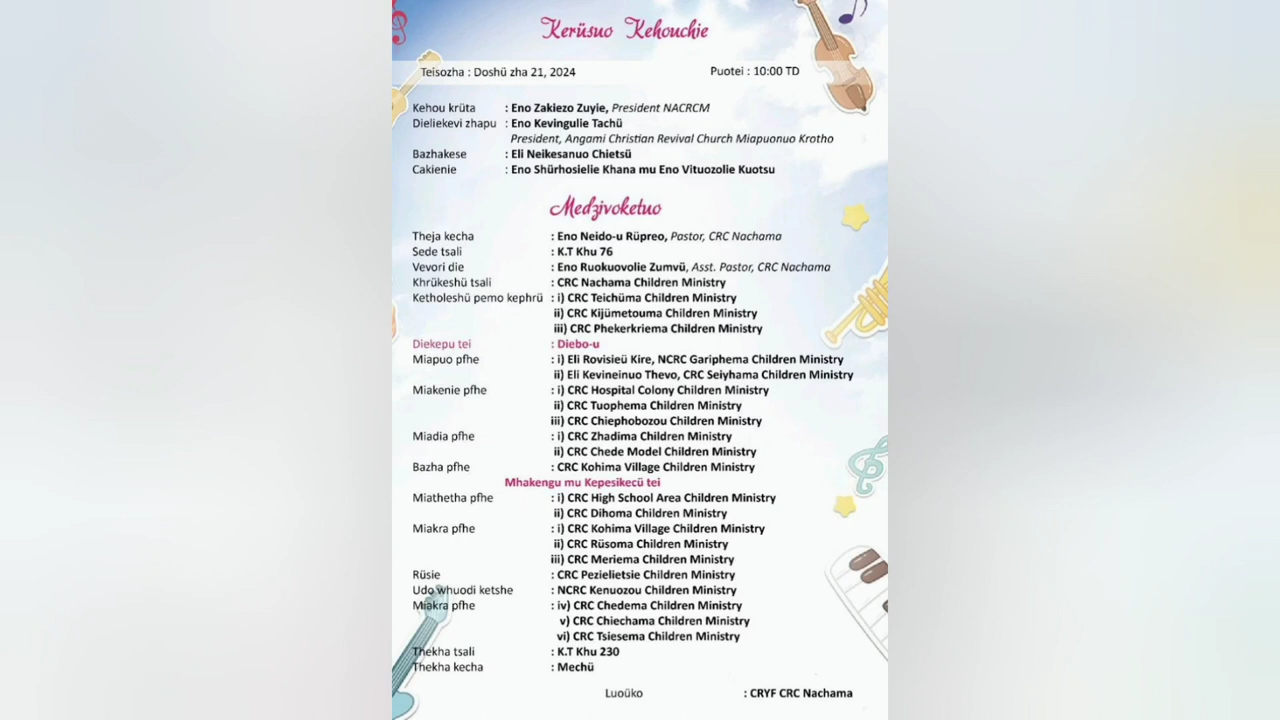 Kerüsuo Kehouchie
Teisozha : Doshü zha 21, 2024 Puotei : 10:00 TD
Kehou krüta : Eno Zakiezo Zuyie, President NACRCM
Dieliekevi zhapu : Eno Kevingulie Tachü
President, Angami Christian Revival Church Miapuonuo Krotho
Bazhakese : Eli Neikesanuo Chietsü
Cakienie : Eno Shürhosielie Khana mu Eno Vituozolie Kuotsu
Medzivoketuo
Theja kecha : Eno Neido-u Rüpreo, Pastor, CRC Nachama
Sede tsali : K.T Khu 76
Vevori die : Eno Ruokuovolie Zumvü, Asst. Pastor, CRC Nachama
Khrükeshü tsali : CRC Nachama Children Ministry
Ketholeshü pemo kephrü : i) CRC Teichüma Children Ministry
ii) CRC Kijümetouma Children Ministry
iii) CRC Phekerkriema Children Ministry
Diekepu tei : Diebo-u
Miapuo pfhe : i) Eli Rovisieü Kire, NCRC Gariphema Children Ministry
ii) Eli Kevineinuo Thevo, CRC Seiyhama Children Ministry
Miakenie pfhe : i) CRC Hospital Colony Children Ministry
ii) CRC Tuophema Children Ministry
iii) CRC Chiephobozou Children Ministry
Miadia pfhe : i) CRC Zhadima Children Ministry
ii) CRC Chede Model Children Ministry
Bazha pfhe : CRC Kohima Village Children Ministry
Mhakengu mu Kepesikecü tei
Miathetha pfhe : i) CRC High School Area Children Ministry
ii) CRC Dihoma Children Ministry
Miakra pfhe : i) CRC Kohima Village Children Ministry
ii) CRC Rüsoma Children Ministry
iii) CRC Meriema Children Ministry
Rüsie : CRC Pezielietsie Children Ministry
Udo whuodi ketshe : NCRC Kenuozou Children Ministry
Miakra pfhe : iv) CRC Chedema Children Ministry
v) CRC Chiechama Children Ministry
vi) CRC Tsiesema Children Ministry
Thekha tsali : K.T Khu 230
Thekha kecha : Mechü
Luoüko : CRYF CRC Nachama